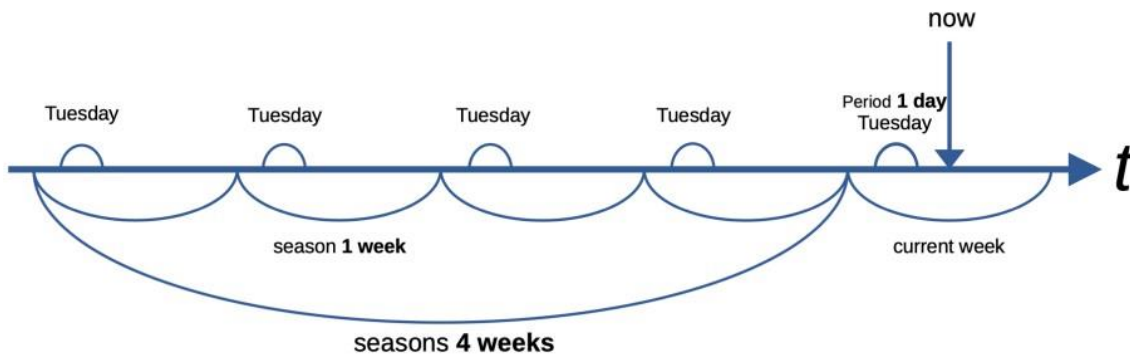 now
Tuesday
Tuesday
Tuesday
Tuesday
Period 1 day
Tuesday
t
season 1 week
current week
seasons 4 weeks